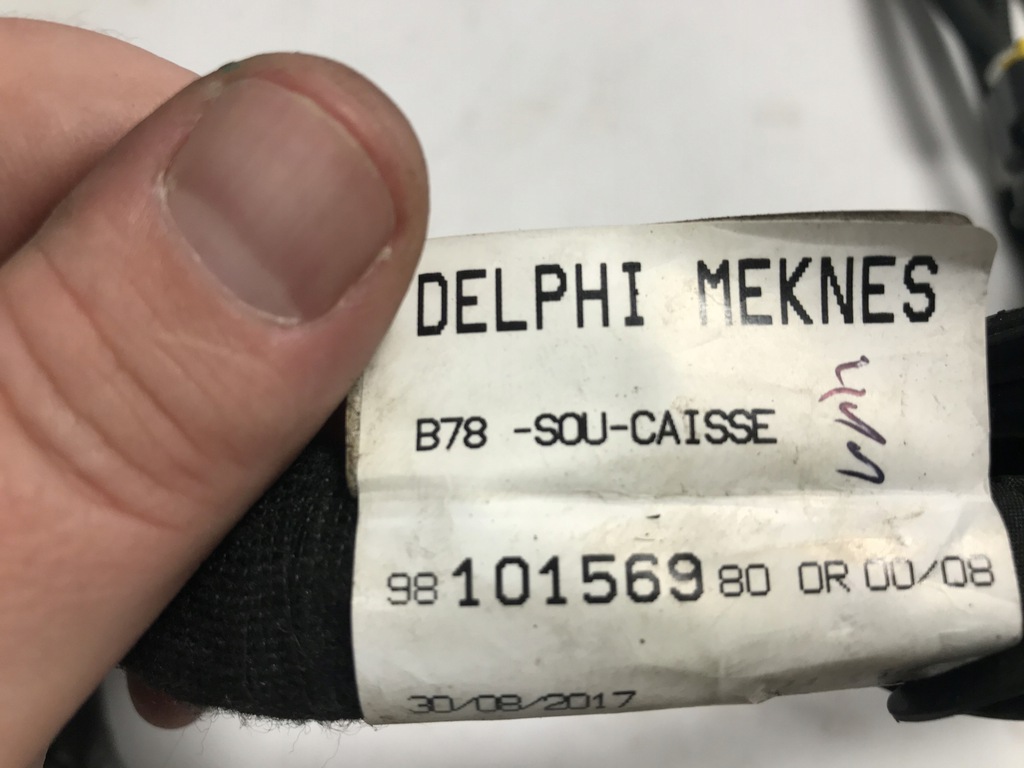 DELPHI MEKNES
B78 -SOU-CAISSE
98 101569 80 OR 00/08
30/08/2017